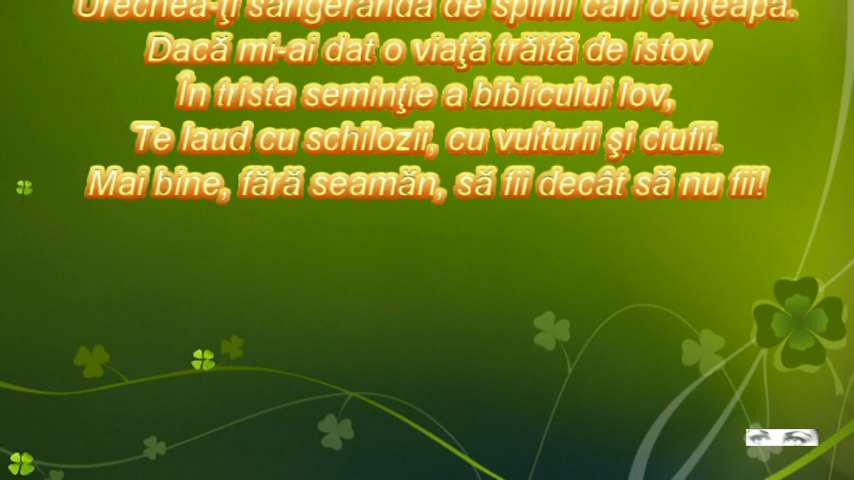 Urechea-ţi sângerândă de spinii cari o-nţeapă.
Dacă mi-ai dat o viaţă trăită de istov
În trista seminţie a biblicului Iov,
Te laud cu schilozii, cu vulturii şi ciutii.
Mai bine, fără seamăn, să fii decât să nu fii!